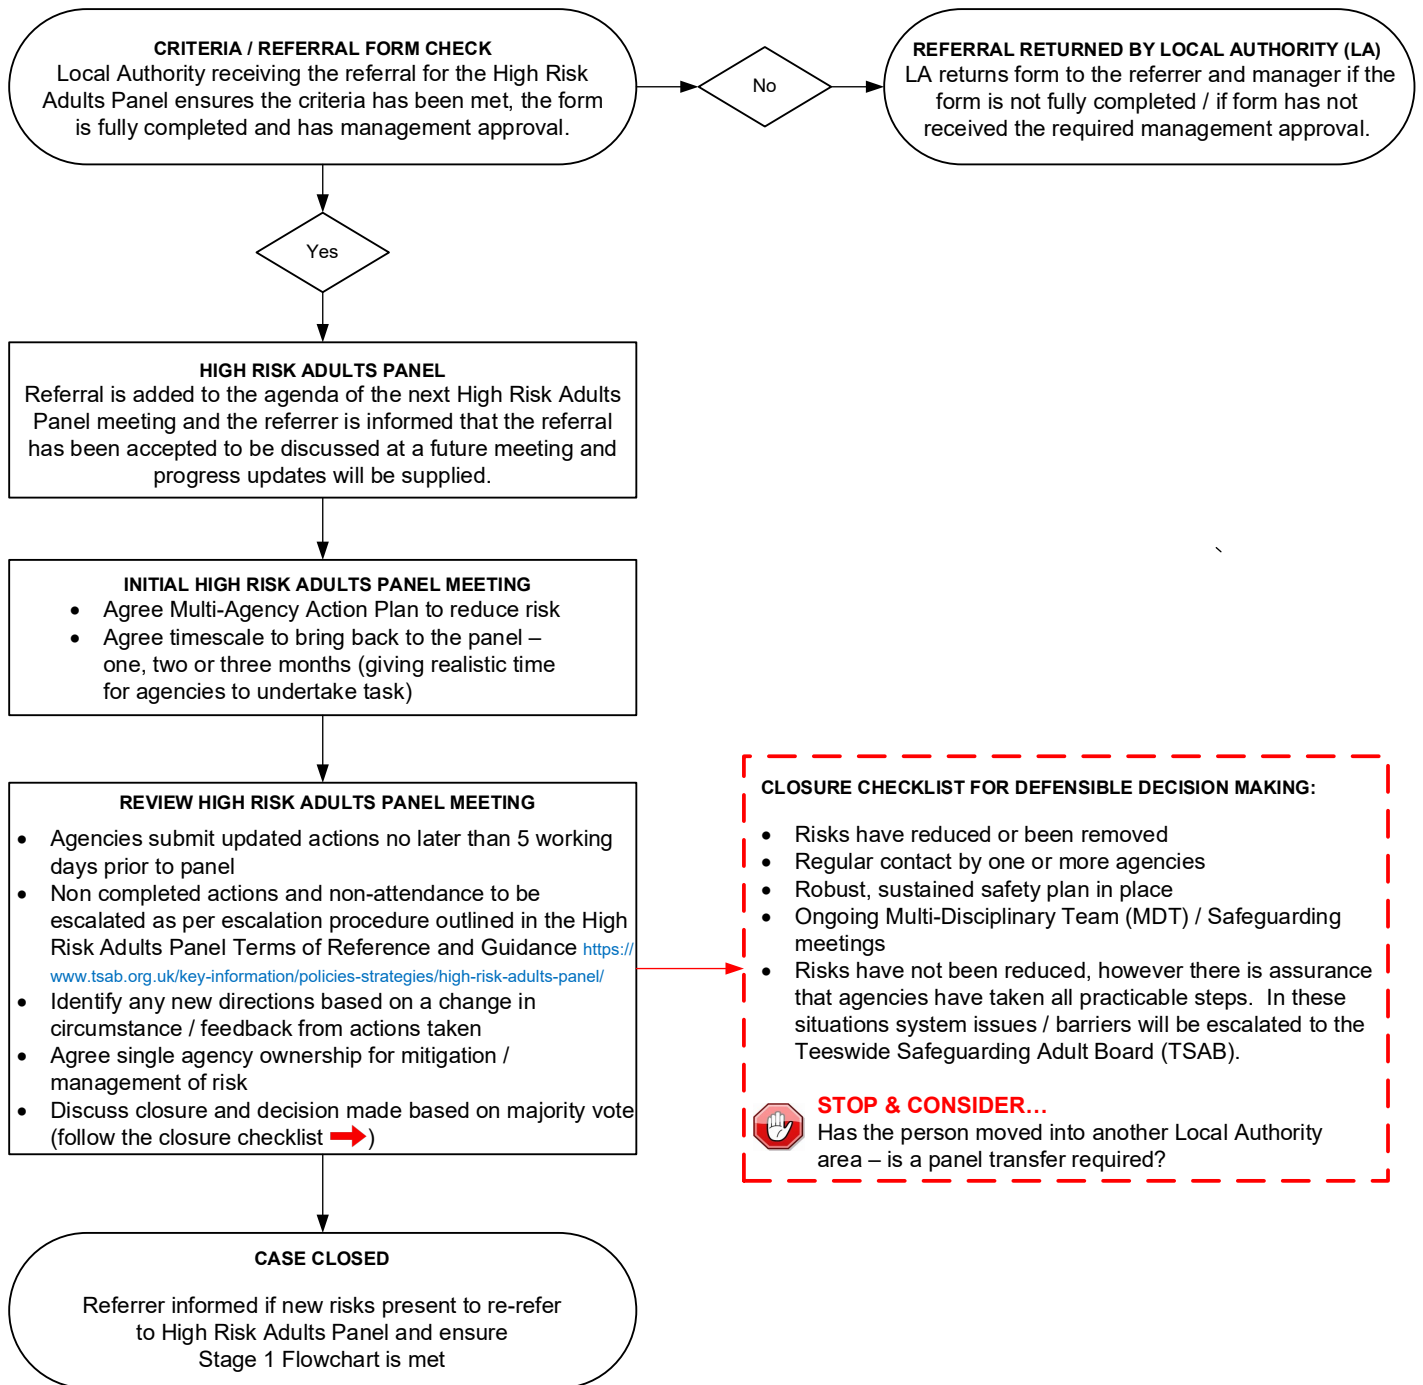 CRITERIA / REFERRAL FORM CHECK
Local Authority receiving the referral for the High Risk
Adults Panel ensures the criteria has been met, the form
is fully completed and has management approval.
No
REFERRAL RETURNED BY LOCAL AUTHORITY (LA)
LA returns form to the referrer and manager if the
form is not fully completed / if form has not
received the required management approval.
Yes
HIGH RISK ADULTS PANEL
Referral is added to the agenda of the next High Risk Adults
Panel meeting and the referrer is informed that the referral
has been accepted to be discussed at a future meeting and
progress updates will be supplied.
`
INITIAL HIGH RISK ADULTS PANEL MEETING
• Agree Multi-Agency Action Plan to reduce risk
• Agree timescale to bring back to the panel –
one, two or three months (giving realistic time
for agencies to undertake task)
REVIEW HIGH RISK ADULTS PANEL MEETING
• Agencies submit updated actions no later than 5 working
days prior to panel
• Non completed actions and non-attendance to be
escalated as per escalation procedure outlined in the High
Risk Adults Panel Terms of Reference and Guidance https://
www.tsab.org.uk/key-information/policies-strategies/high-risk-adults-panel/
• Identify any new directions based on a change in
circumstance / feedback from actions taken
• Agree single agency ownership for mitigation /
management of risk
• Discuss closure and decision made based on majority vote
(follow the closure checklist )
CLOSURE CHECKLIST FOR DEFENSIBLE DECISION MAKING:
• Risks have reduced or been removed
• Regular contact by one or more agencies
• Robust, sustained safety plan in place
• Ongoing Multi-Disciplinary Team (MDT) / Safeguarding
meetings
• Risks have not been reduced, however there is assurance
that agencies have taken all practicable steps. In these
situations system issues / barriers will be escalated to the
Teeswide Safeguarding Adult Board (TSAB).
STOP & CONSIDER…
Has the person moved into another Local Authority
area – is a panel transfer required?
CASE CLOSED
Referrer informed if new risks present to re-refer
to High Risk Adults Panel and ensure
Stage 1 Flowchart is met